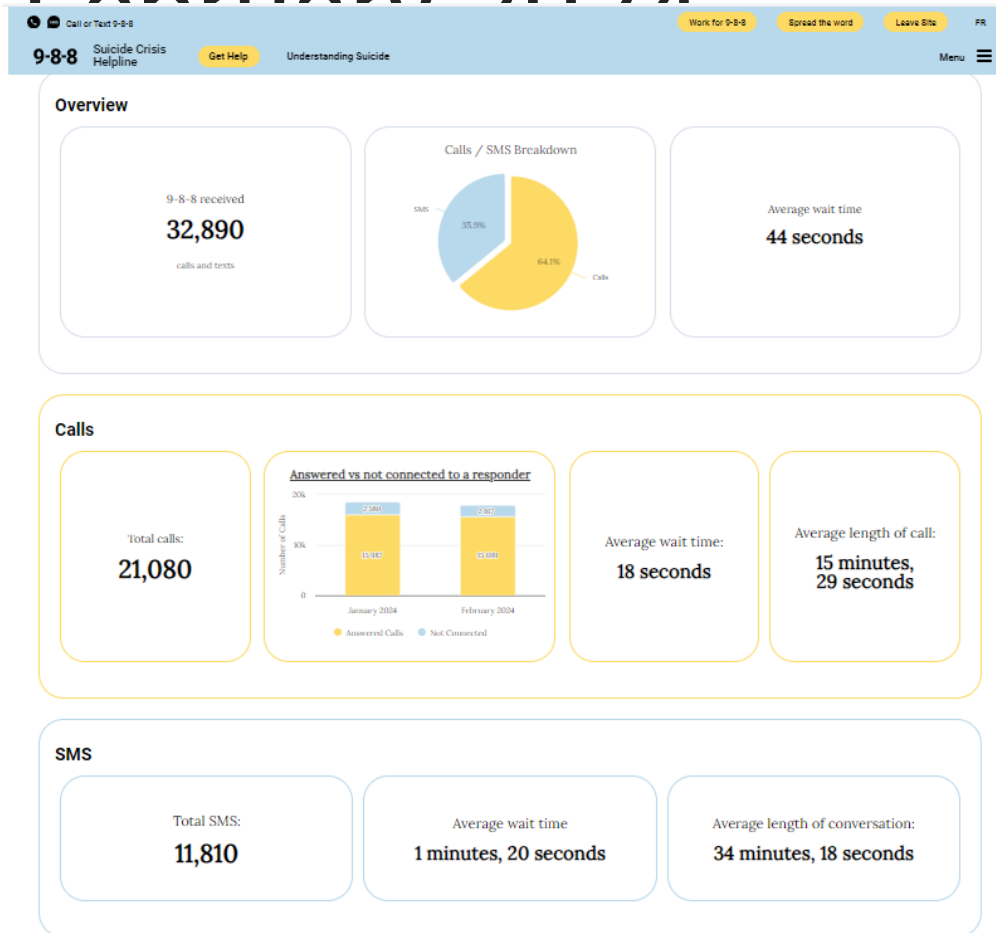 Call or Text 9-8-8
Work for 9-8-8
Spread the word
Leave Site
FR
9-8-8 Suicide Crisis
Helpline
Get Help
Understanding Suicide
Menu
Overview
9-8-8 received
32,890
calls and texts
Calls / SMS Breakdown
SMS
35.9%
64.1%
Calls
Average wait time
44 seconds
Calls
Total calls:
21,080
Answered vs not connected to a responder
Number of Calls
20k
10k
0
January 2024
February 2024
Answered Calls
Not Connected
Average wait time:
18 seconds
Average length of call:
15 minutes,
29 seconds
SMS
Total SMS:
11,810
Average wait time
1 minutes, 20 seconds
Average length of conversation:
34 minutes, 18 seconds